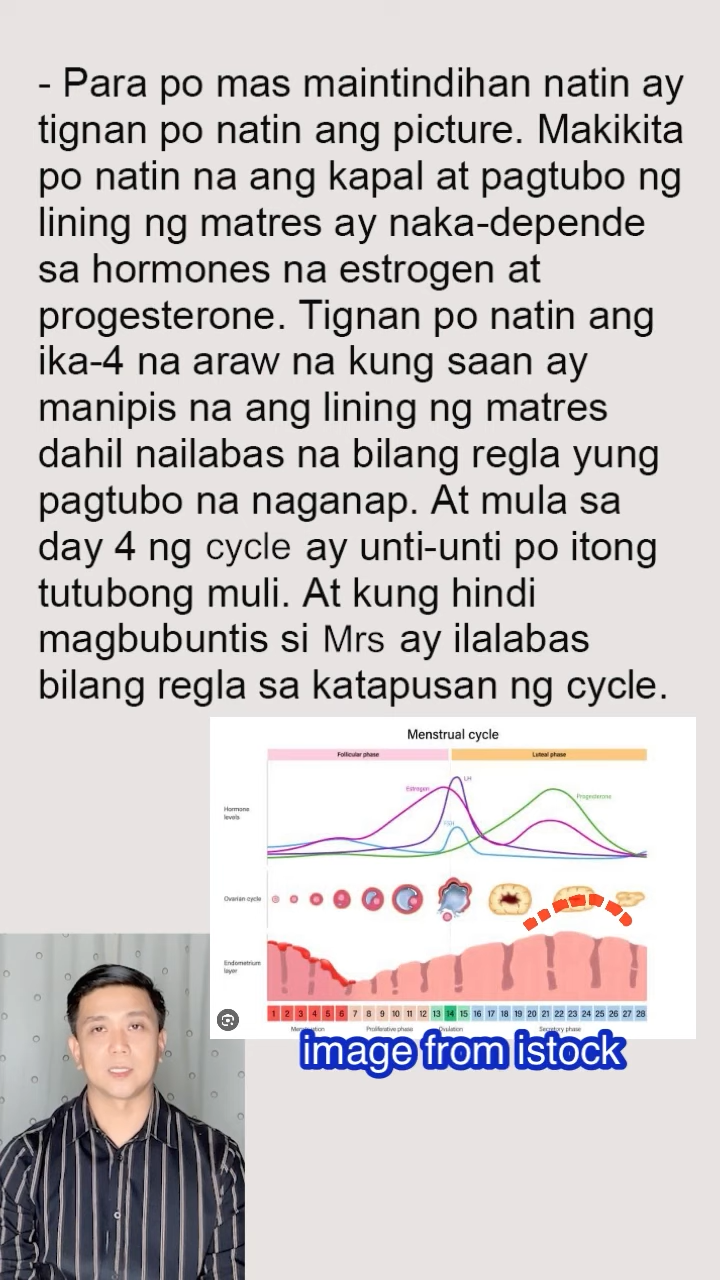 - Para po mas maintindihan natin ay
tignan po natin ang picture. Makikita
po natin na ang kapal at pagtubo ng
lining ng matres ay naka-depende
sa hormones na estrogen at
progesterone. Tignan po natin ang
ika-4 na araw na kung saan ay
manipis na ang lining ng matres
dahil nailabas na bilang regla yung
pagtubo na naganap. At mula sa
day 4 ng cycle ay unti-unti po itong
tutubong muli. At kung hindi
magbubuntis si Mrs ay ilalabas
bilang regla sa katapusan ng cycle.
Menstrual cycle
Follicular phase Luteal phase
LH
Estrogen
Progesterone
Hormone
levels
FSH
Ovarian cycle
Endometrium
layer
1 2 3 4 5 6 7 8 9 10 11 12 13 14 15 16 17 18 19 20 21 22 23 24 25 26 27 28
Menstruation Proliferative phase Ovulation Secretory phase
image from istock